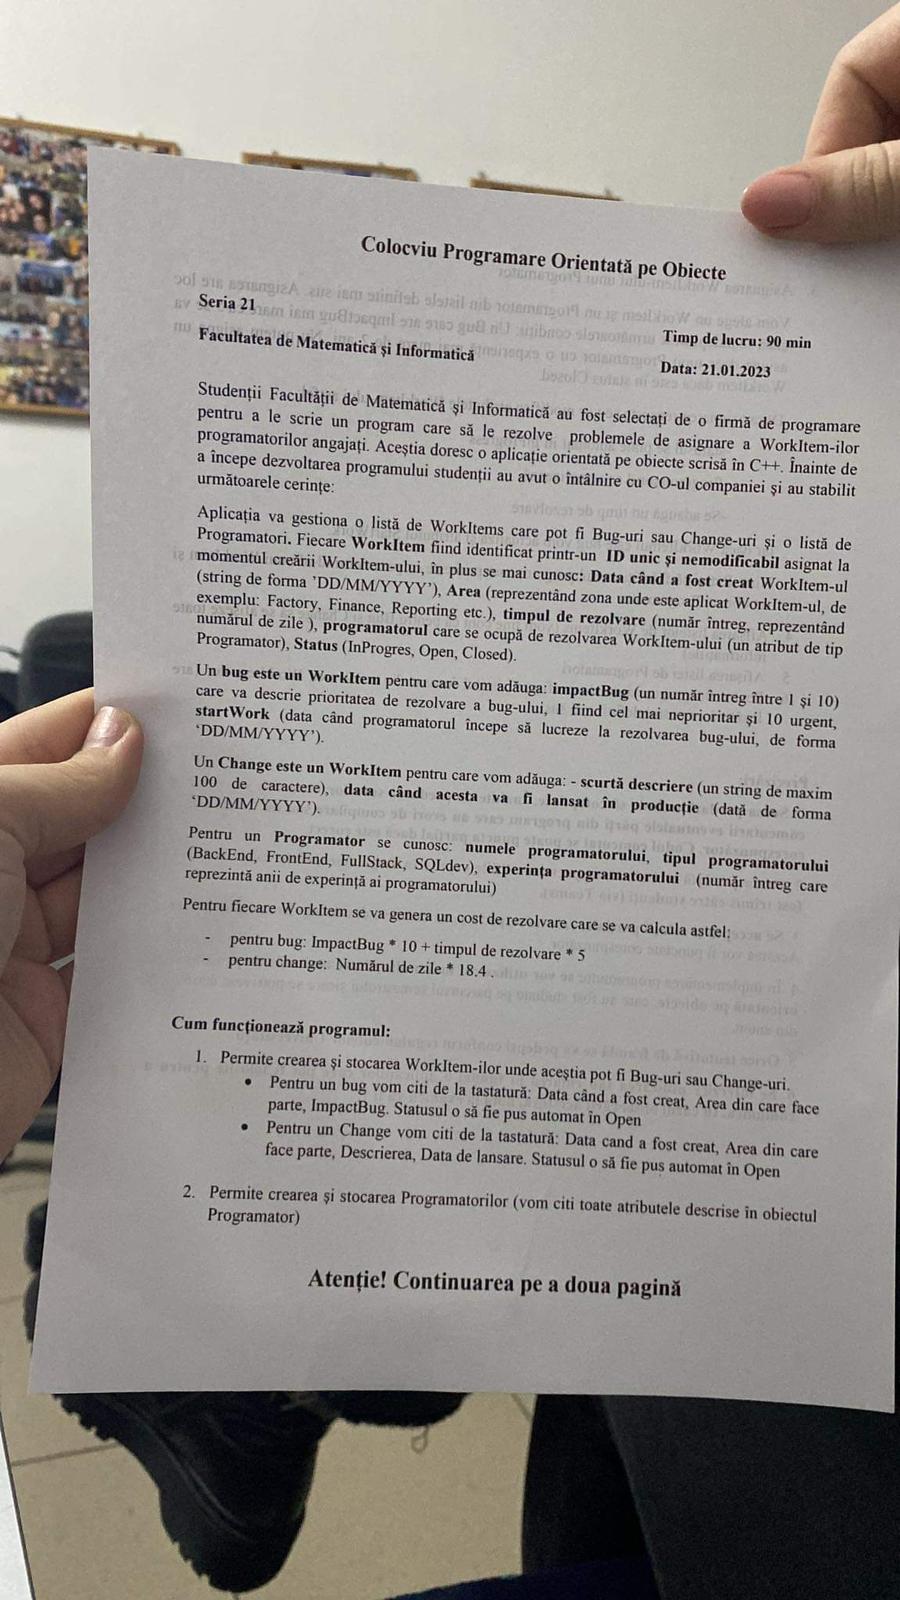 Colocviu Programare Orientată pe Obiecte
Seria 21
Timp de lucru: 90 min
Facultatea de Matematică și Informatică
Data: 21.01.2023
Studenții Facultății de Matematică și Informatică au fost selectați de o firmă de programare
pentru a le scrie un program care să le rezolve problemele de asignare a WorkItem-ilor
programatorilor angajați. Aceștia doresc o aplicație orientată pe obiecte scrisă în C++. Înainte de
a începe dezvoltarea programului studenții au avut o întâlnire cu CO-ul companiei și au stabilit
următoarele cerințe:
Aplicația va gestiona o listă de WorkItems care pot fi Bug-uri sau Change-uri și o listă de
Programatori. Fiecare WorkItem fiind identificat printr-un ID unic și nemodificabil asignat la
momentul creării WorkItem-ului, în plus se mai cunosc: Data când a fost creat WorkItem-ul
(string de forma 'DD/MM/YYYY'), Area (reprezentând zona unde este aplicat WorkItem-ul, de
exemplu: Factory, Finance, Reporting etc.), timpul de rezolvare (număr întreg, reprezentând
numărul de zile ), programatorul care se ocupă de rezolvarea WorkItem-ului (un atribut de tip
Programator), Status (InProgres, Open, Closed).
Un bug este un WorkItem pentru care vom adăuga: impactBug (un număr întreg între 1 și 10)
care va descrie prioritatea de rezolvare a bug-ului, 1 fiind cel mai neprioritar și 10 urgent,
startWork (data când programatorul începe să lucreze la rezolvarea bug-ului, de forma
'DD/MM/YYYY').
Un Change este un WorkItem pentru care vom adăuga: - scurtă descriere (un string de maxim
100 de caractere), data când acesta va fi lansat în producție (dată de forma
'DD/MM/YYYY').
Pentru un Programator se cunosc: numele programatorului, tipul programatorului
(BackEnd, FrontEnd, FullStack, SQLdev), experința programatorului (număr întreg care
reprezintă anii de experință ai programatorului)
Pentru fiecare WorkItem se va genera un cost de rezolvare care se va calcula astfel:
- pentru bug: ImpactBug * 10 + timpul de rezolvare * 5
- pentru change: Numărul de zile * 18.4 .
Cum funcționează programul:
1. Permite crearea și stocarea WorkItem-ilor unde aceștia pot fi Bug-uri sau Change-uri.
• Pentru un bug vom citi de la tastatură: Data când a fost creat, Area din care face
parte, ImpactBug. Statusul o să fie pus automat în Open
• Pentru un Change vom citi de la tastatură: Data cand a fost creat, Area din care
face parte, Descrierea, Data de lansare. Statusul o să fie pus automat în Open
2. Permite crearea și stocarea Programatorilor (vom citi toate atributele descrise în obiectul
Programator)
Atenție! Continuarea pe a doua pagină